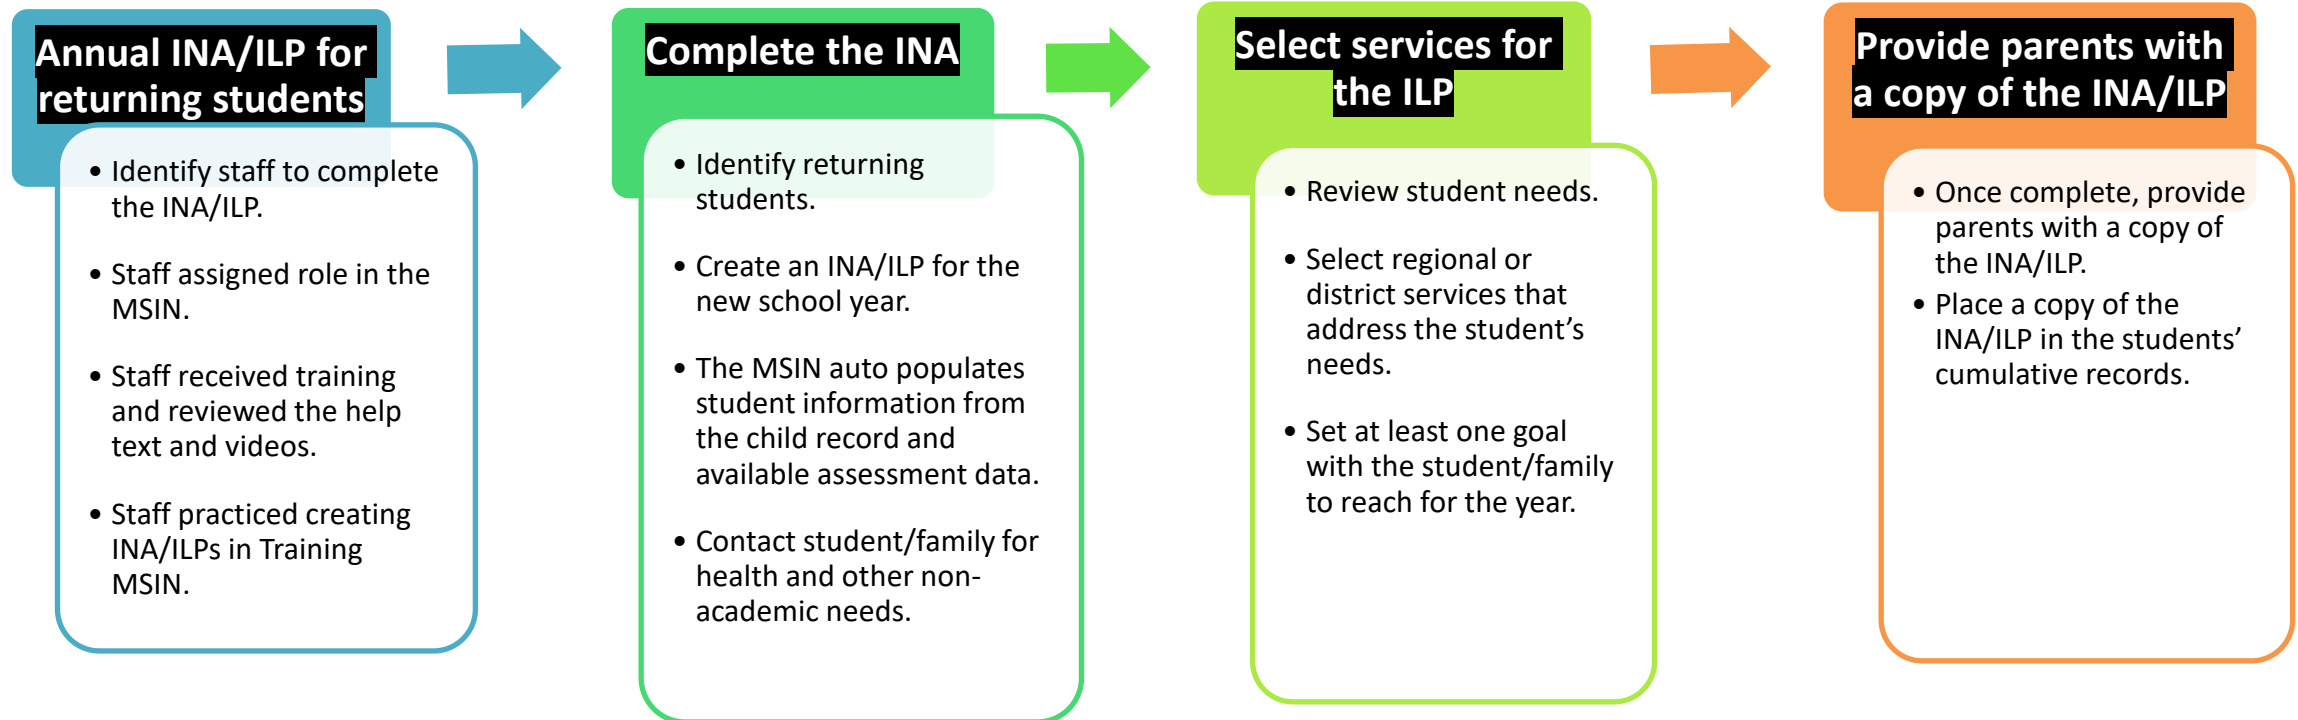 Annual INA/ILP for
returning students
• Identify staff to complete
the INA/ILP.
• Staff assigned role in the
MSIN.
• Staff received training
and reviewed the help
text and videos.
• Staff practiced creating
INA/ILPs in Training
MSIN.
Complete the INA
• Identify returning
students.
• Create an INA/ILP for the
new school year.
• The MSIN auto populates
student information from
the child record and
available assessment data.
• Contact student/family for
health and other non-
academic needs.
Select services for
the ILP
• Review student needs.
• Select regional or
district services that
address the student’s
needs.
• Set at least one goal
with the student/family
to reach for the year.
Provide parents with
a copy of the INA/ILP
• Once complete, provide
parents with a copy of
the INA/ILP.
• Place a copy of the
INA/ILP in the students’
cumulative records.